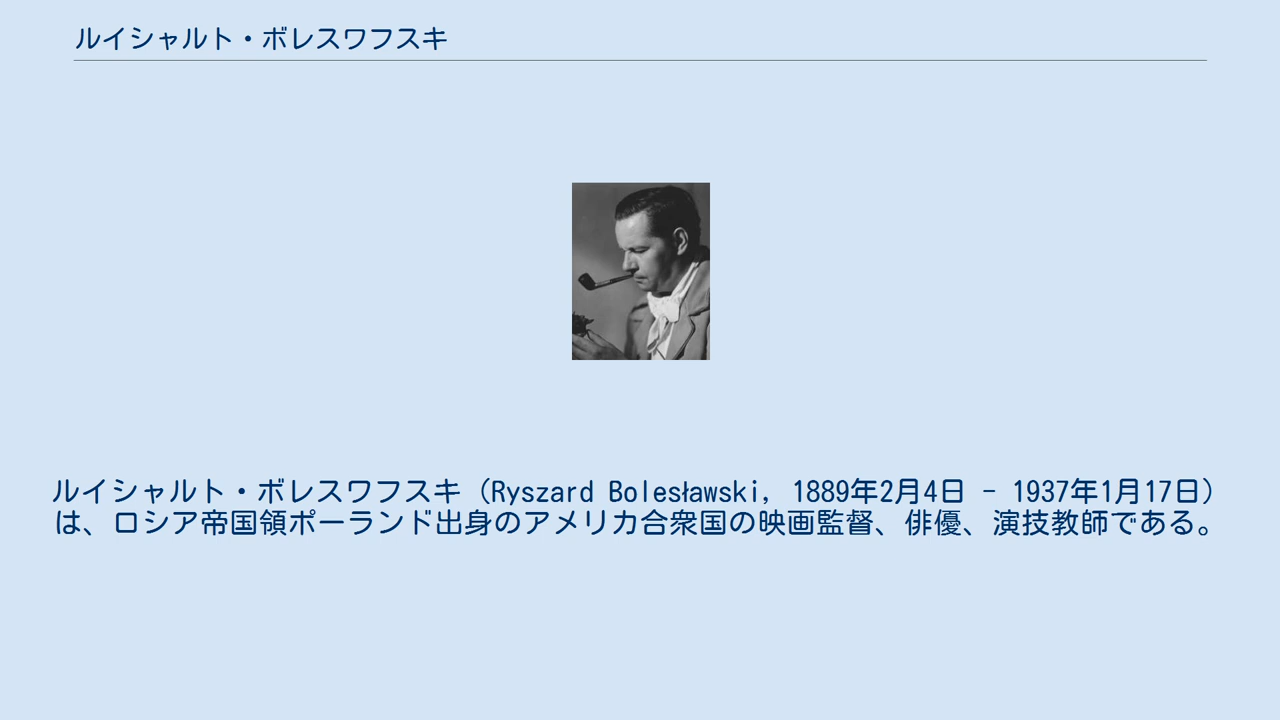 ルイシャルト・ボレスワフスキ
ルイシャルト・ボレスワフスキ（Ryszard Bolesławski, 1889年2月4日 - 1937年1月17日）
は、ロシア帝国領ポーランド出身のアメリカ合衆国の映画監督、俳優、演技教師である。